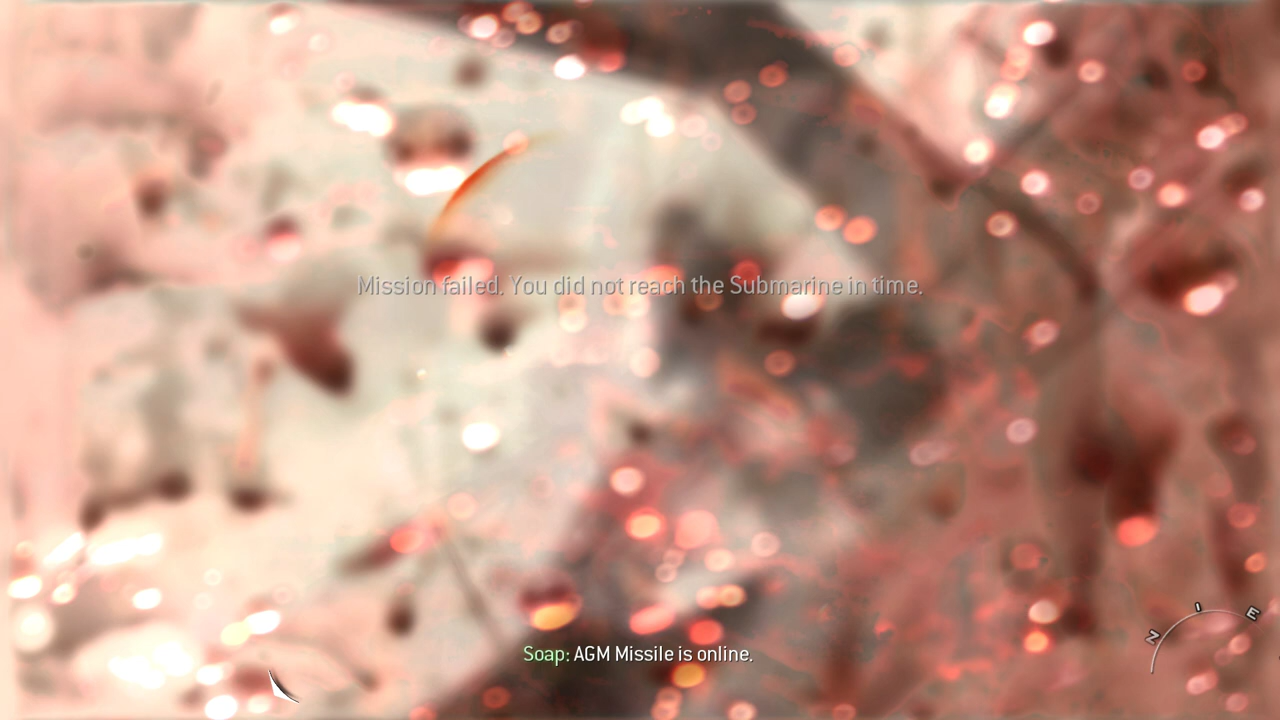 Mission failed. You did not reach the Submarine in time.
Soap: AGM Missile is online.
N
E